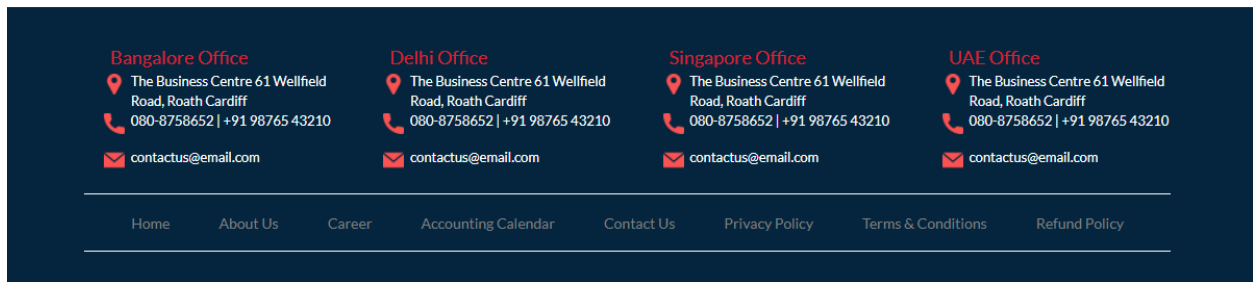 Bangalore Office
The Business Centre 61 Wellfield
Road, Roath Cardiff
080-8758652 | +91 98765 43210
contactus@email.com
Delhi Office
The Business Centre 61 Wellfield
Road, Roath Cardiff
080-8758652 | +91 98765 43210
contactus@email.com
Singapore Office
The Business Centre 61 Wellfield
Road, Roath Cardiff
080-8758652 | +91 98765 43210
contactus@email.com
UAE Office
The Business Centre 61 Wellfield
Road, Roath Cardiff
080-8758652 | +91 98765 43210
contactus@email.com
Home About Us Career Accounting Calendar Contact Us Privacy Policy Terms & Conditions Refund Policy